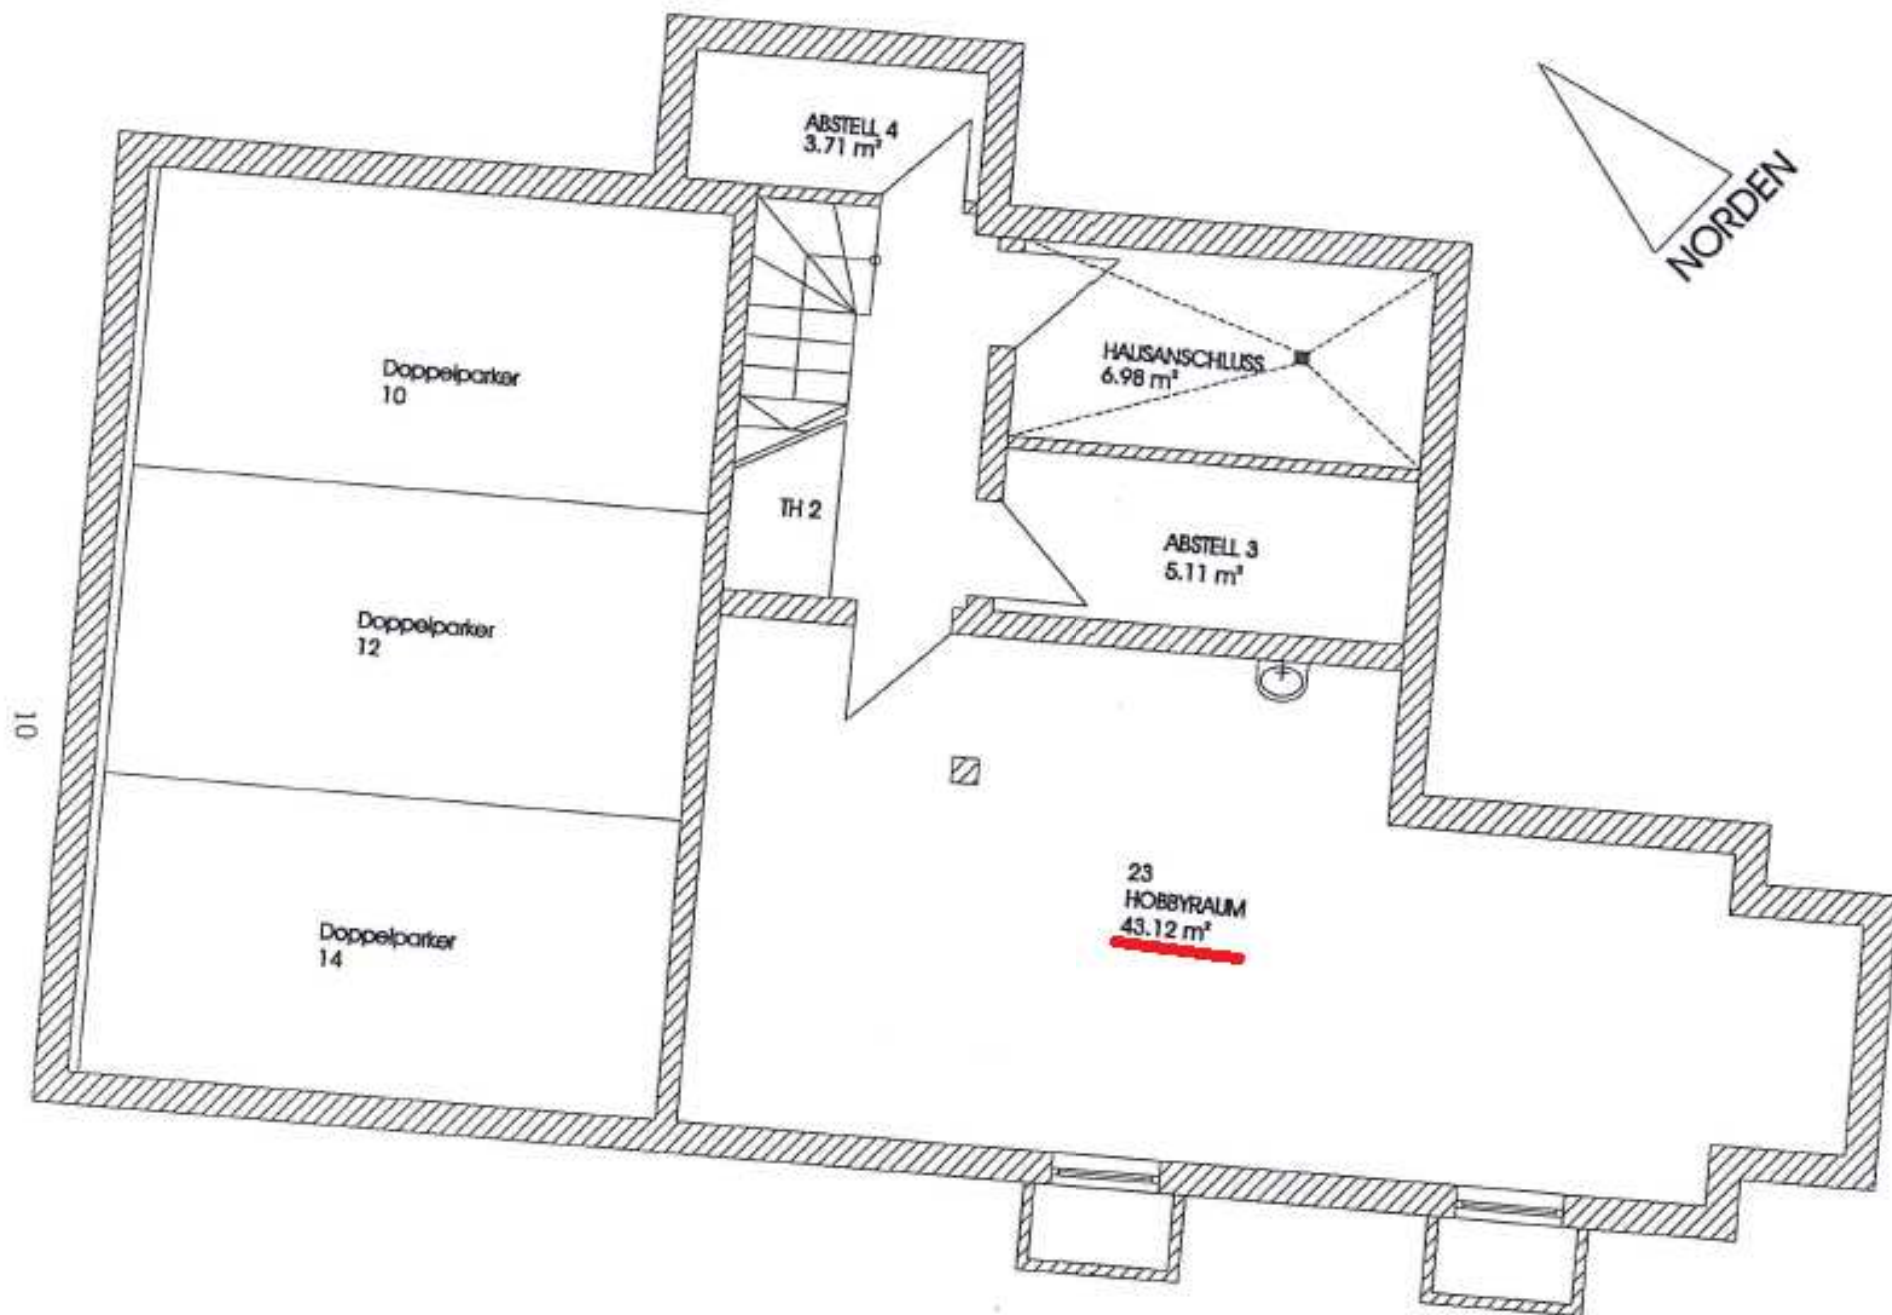 ABSTELL 4
3.71 m²
NORDEN
HAUSANSCHLUSS
6.98 m²
Doppelparker
10
TH 2
ABSTELL 3
5.11 m²
Doppelparker
12
10
23
HOBBYRAUM
43.12 m²
Doppelparker
14